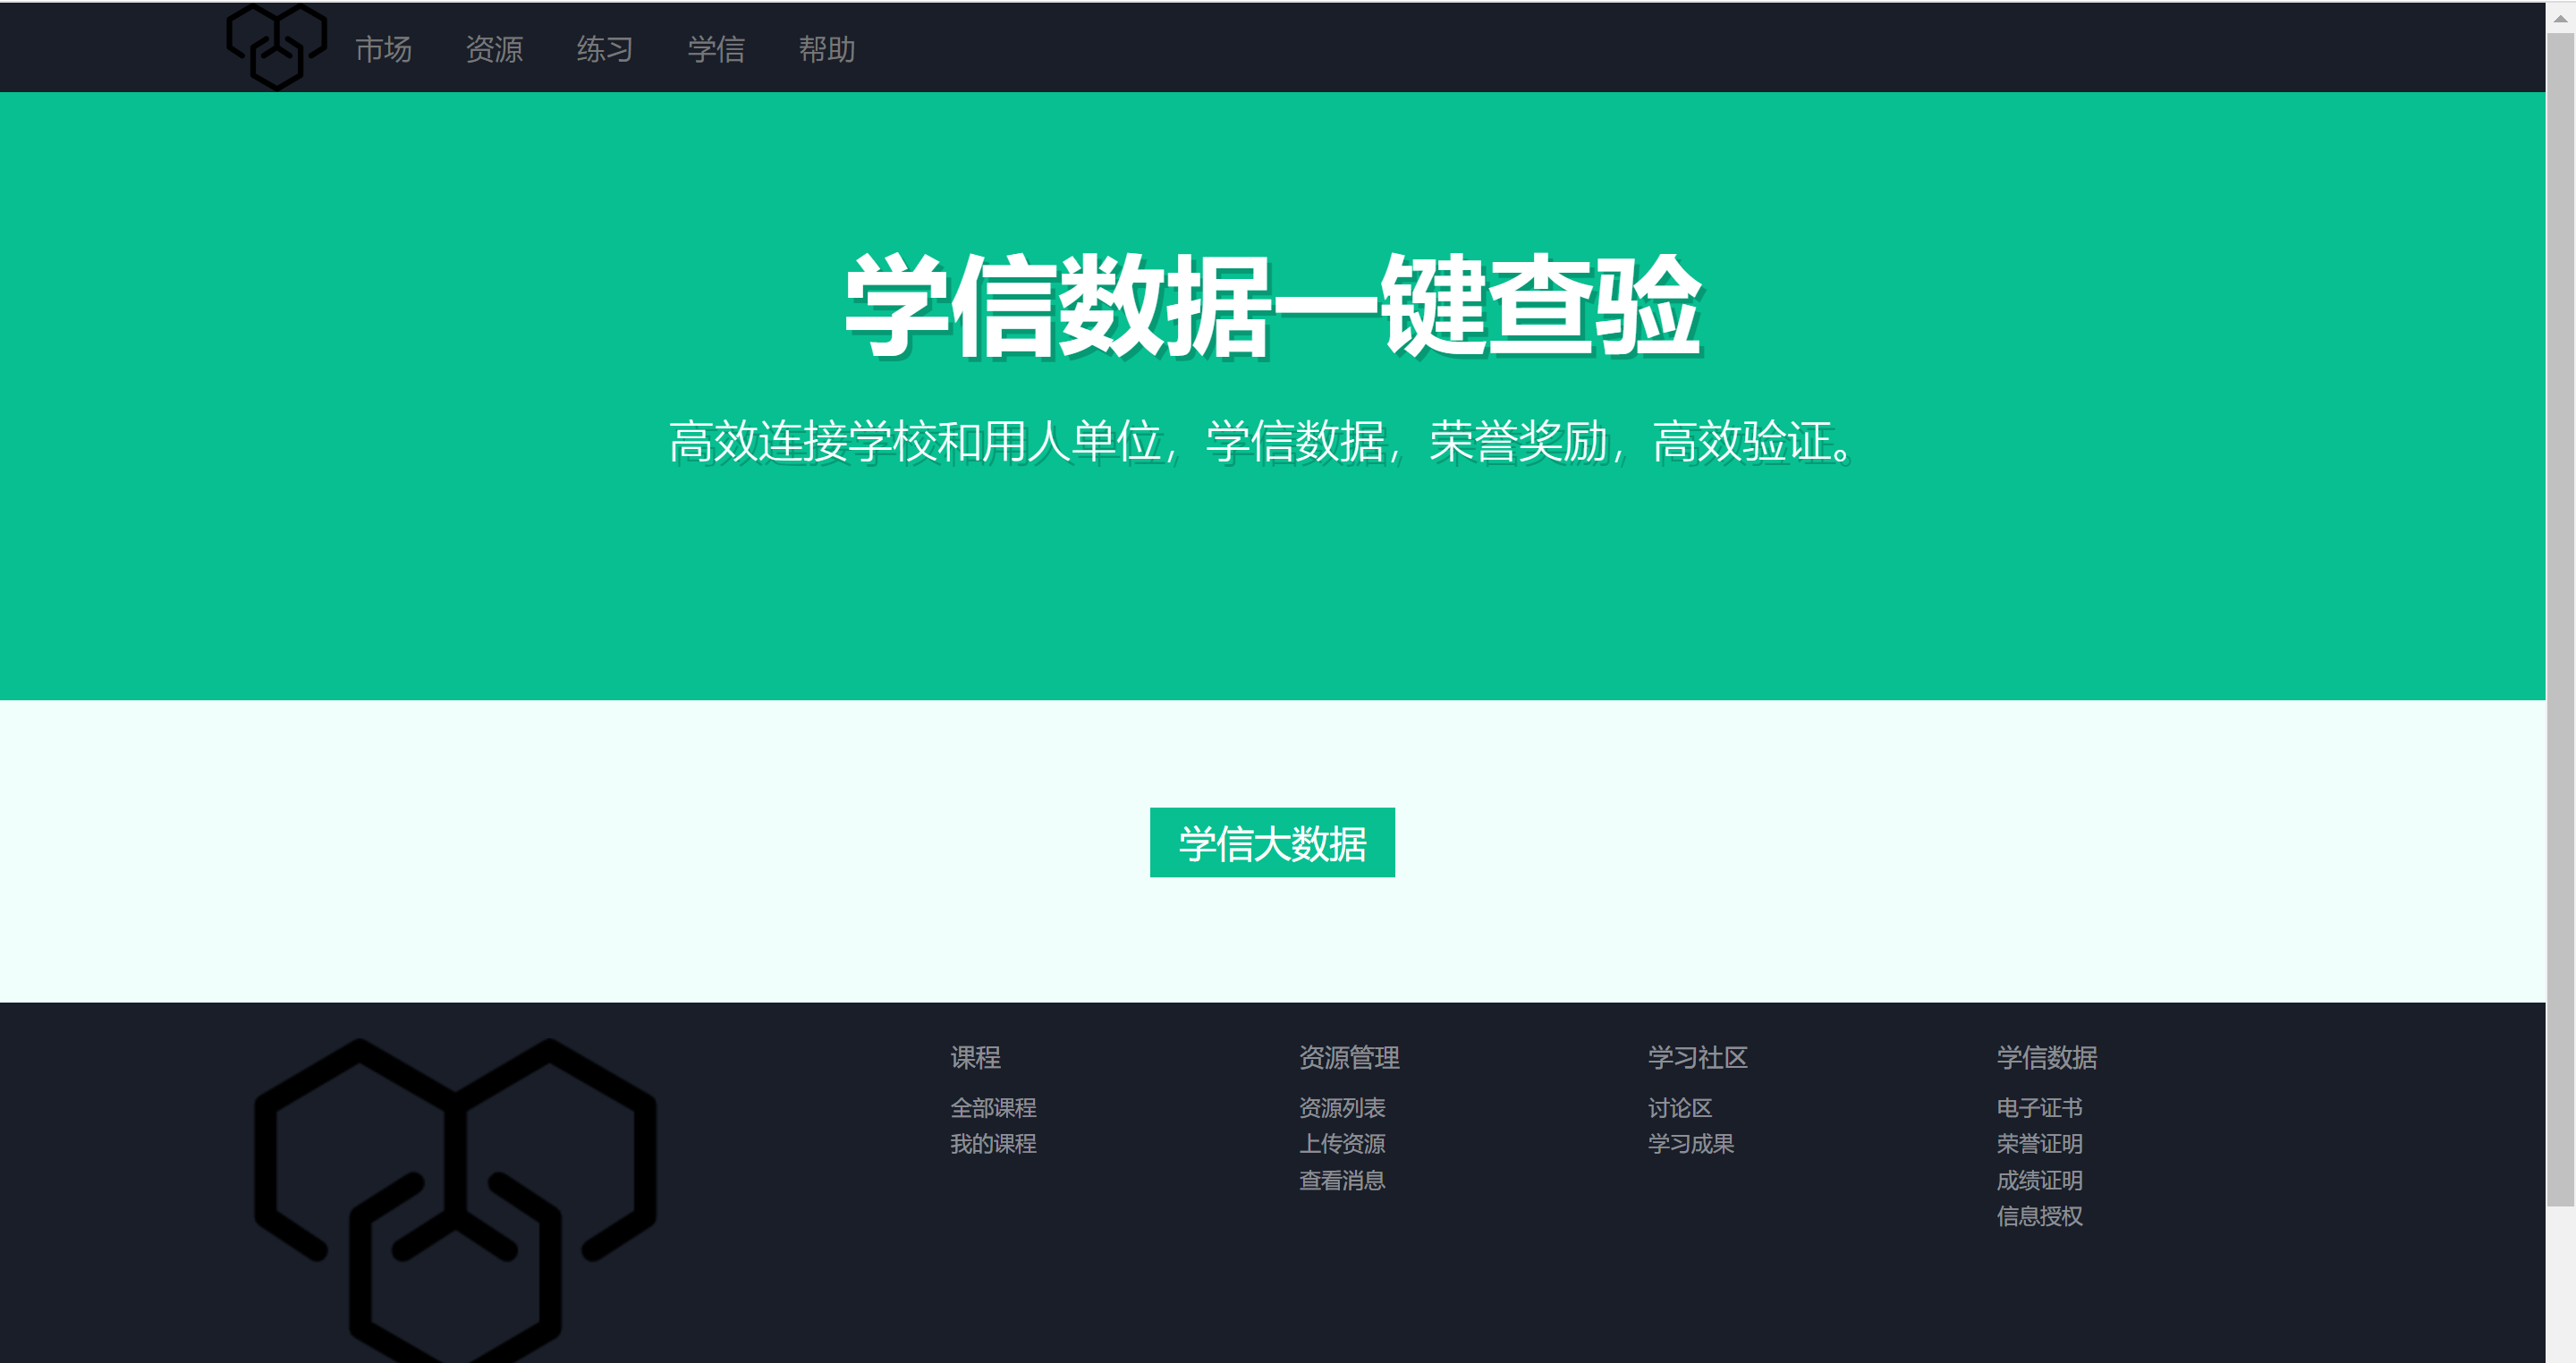 市场 资源 练习 学信 帮助
学信数据一键查验
高效连接学校和用人单位，学信数据，荣誉奖励，高效验证。
学信大数据
课程
全部课程
我的课程
资源管理
资源列表
上传资源
查看消息
学习社区
讨论区
学习成果
学信数据
电子证书
荣誉证明
成绩证明
信息授权